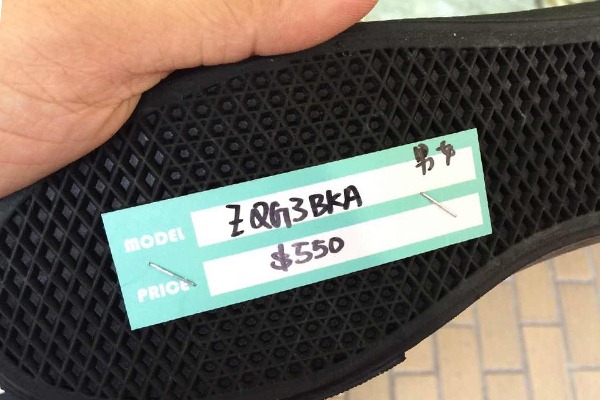 男女
MODEL ZQG3BKA
PRICE $550